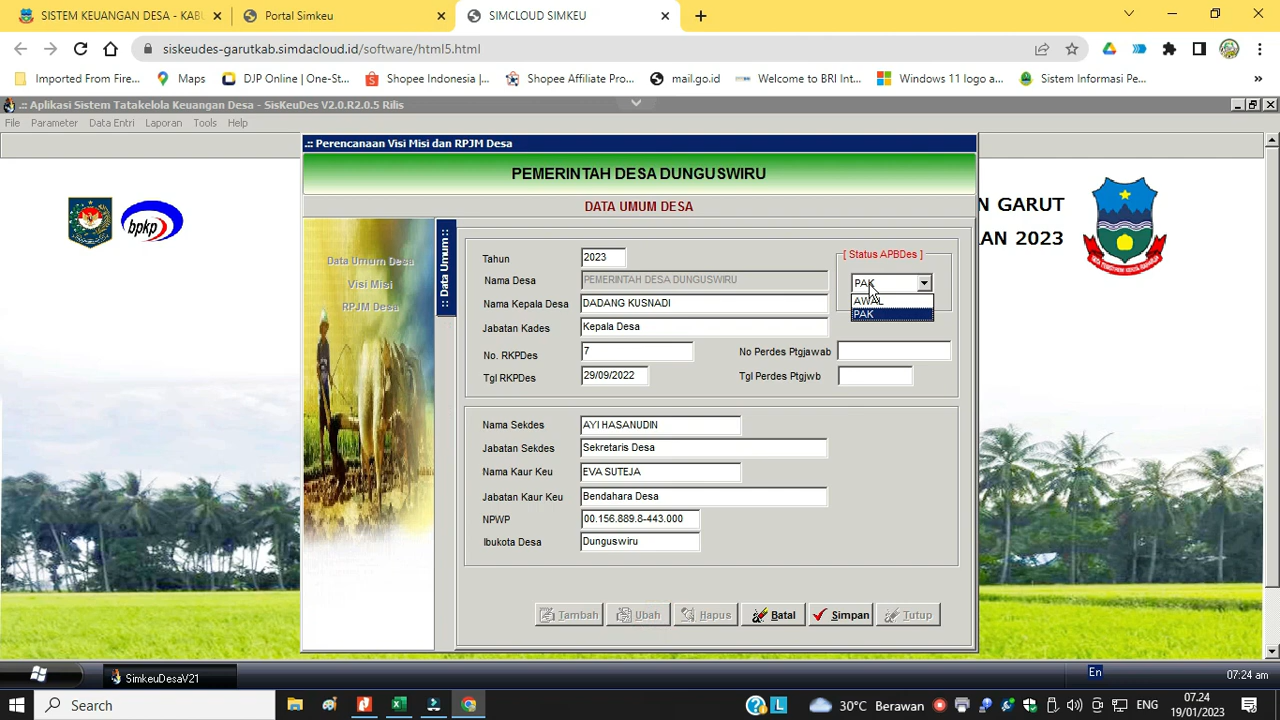 SISTEM KEUANGAN DESA - KABU
Portal Simkeu
SIMCLOUD SIMKEU
siskeudes-garutkab.simdacloud.id/software/html5.html
Imported From Fire...
Maps
DJP Online | One-St...
Shopee Indonesia |...
Shopee Affiliate Pro...
mail.go.id
Welcome to BRI Int...
Windows 11 logo a...
Sistem Informasi Pe...
.:: Aplikasi Sistem Tatakelola Keuangan Desa - SisKeuDes V2.0.R2.0.5 Rilis
File Parameter Data Entri Laporan Tools Help
.:: Perencanaan Visi Misi dan RPJM Desa
PEMERINTAH DESA DUNGUSWIRU
DATA UMUM DESA
bpkp
N GARUT
AN 2023
Data Umum Desa
Visi Misi
RPJM Desa
:: Data Umum ::
Tahun 2023
[ Status APBDes ]
PAK
AWAL
PAK
Nama Desa PEMERINTAH DESA DUNGUSWIRU
Nama Kepala Desa DADANG KUSNADI
Jabatan Kades Kepala Desa
No. RKPDes 7
No Perdes Ptgjawab
Tgl RKPDes 29/09/2022
Tgl Perdes Ptgjwb
Nama Sekdes AYI HASANUDIN
Jabatan Sekdes Sekretaris Desa
Nama Kaur Keu EVA SUTEJA
Jabatan Kaur Keu Bendahara Desa
NPWP 00.156.889.8-443.000
Ibukota Desa Dunguswiru
Tambah Ubah Hapus Batal Simpan Tutup
SimkeuDesaV21
En
07:24 am
Search
30°C Berawan
ENG
07.24
19/01/2023